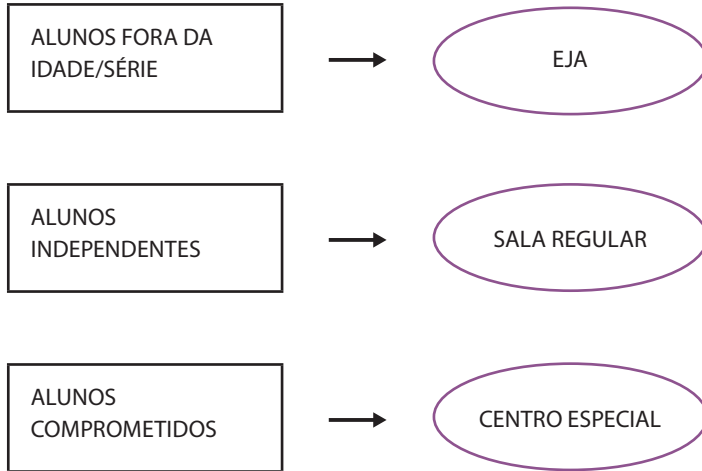 ALUNOS FORA DA
IDADE/SÉRIE
EJA
ALUNOS
INDEPENDENTES
SALA REGULAR
ALUNOS
COMPROMETIDOS
CENTRO ESPECIAL